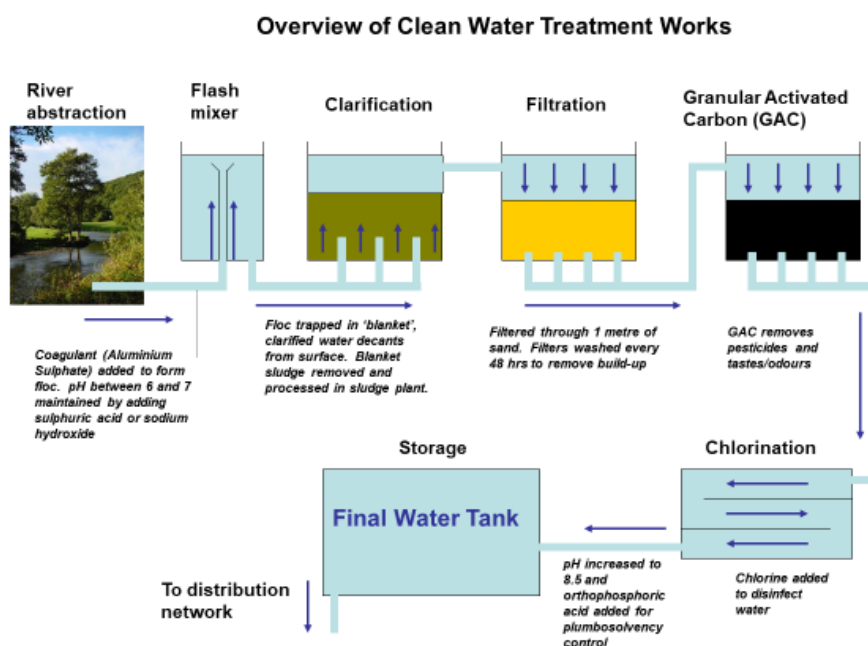 Overview of Clean Water Treatment Works
River
abstraction
Flash
mixer
Clarification
Filtration
Granular Activated
Carbon (GAC)
Coagulant (Aluminium
Sulphate) added to form
floc. pH between 6 and 7
maintained by adding
sulphuric acid or sodium
hydroxide
Floc trapped in ‘blanket’,
clarified water decants
from surface. Blanket
sludge removed and
processed in sludge plant.
Filtered through 1 metre of
sand. Filters washed every
48 hrs to remove build-up
GAC removes
pesticides and
tastes/odours
Storage
Chlorination
Final Water Tank
To distribution
network
pH increased to
8.5 and
orthophosphoric
acid added for
plumbosolvency
control
Chlorine added
to disinfect
water